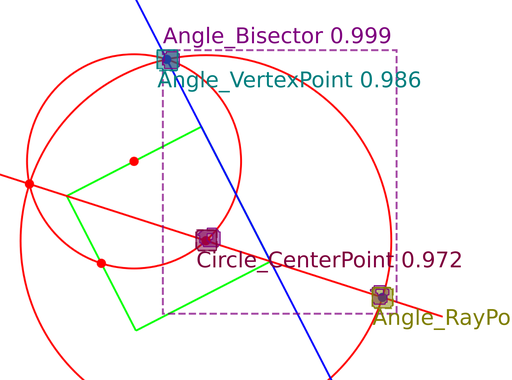 Angle_Bisector 0.999
Angle_VertexPoint 0.986
Circle_CenterPoint 0.972
Angle_RayPo